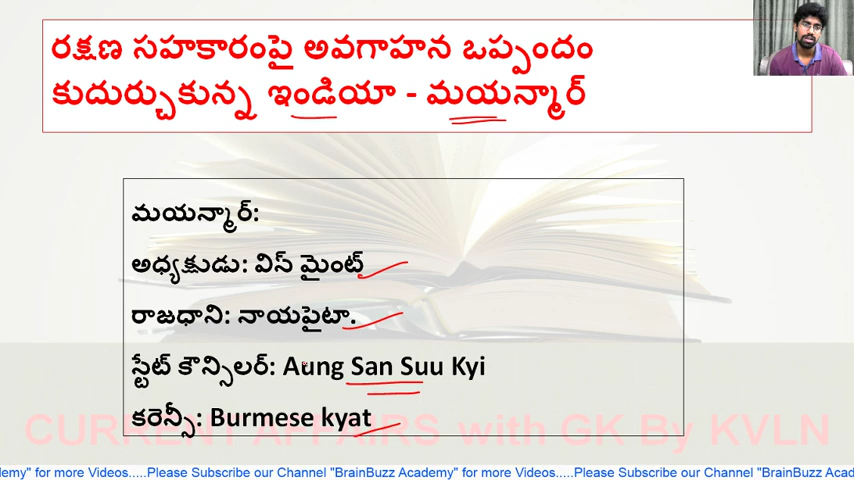 రక్షణ సహకారంపై అవగాహన ఒప్పందం
కుదుర్చుకున్న ఇండియా - మయన్మార్
మయన్మార్:
అధ్యక్షుడు: విన్ మైంట్
రాజధాని: నాయపైటా.
స్టేట్ కౌన్సిలర్: Aung San Suu Kyi
కరెన్సీ: Burmese kyat
CURRENT AFFAIRS with GK By KVLN
demy" for more Videos.....Please Subscribe our Channel "BrainBuzz Academy" for more Videos.....Please Subscribe our Channel "BrainBuzz Acad